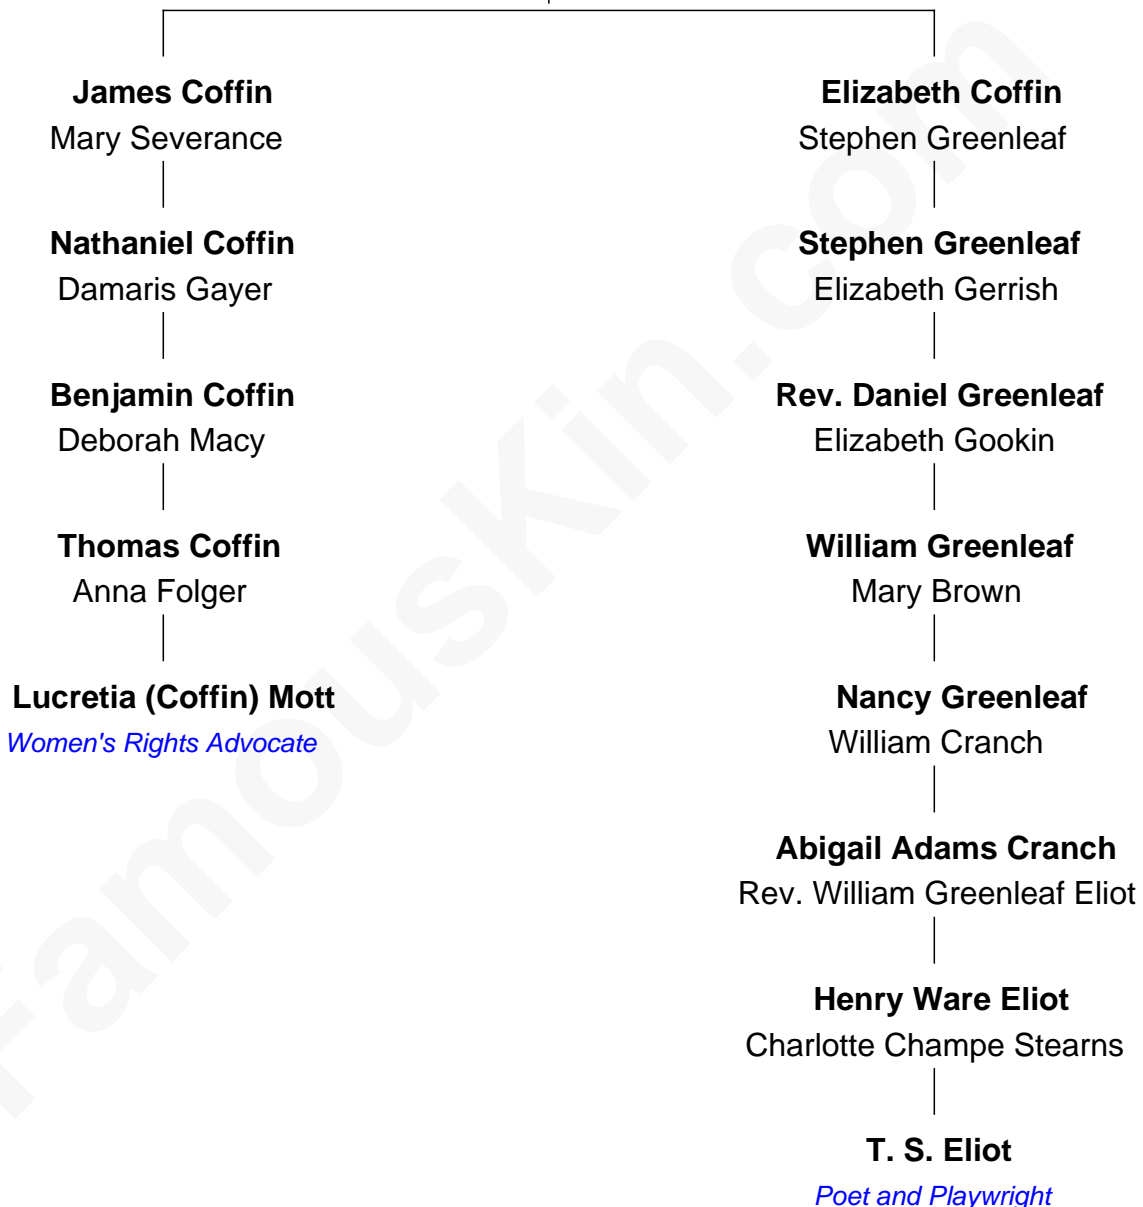 James Coffin
Mary Severance
Nathaniel Coffin
Damaris Gayer
Benjamin Coffin
Deborah Macy
Thomas Coffin
Anna Folger
Lucretia (Coffin) Mott
Women's Rights Advocate
Elizabeth Coffin
Stephen Greenleaf
Stephen Greenleaf
Elizabeth Gerrish
Rev. Daniel Greenleaf
Elizabeth Gookin
William Greenleaf
Mary Brown
Nancy Greenleaf
William Cranch
Abigail Adams Cranch
Rev. William Greenleaf Eliot
Henry Ware Eliot
Charlotte Champe Stearns
T. S. Eliot
Poet and Playwright
FamousKin.com